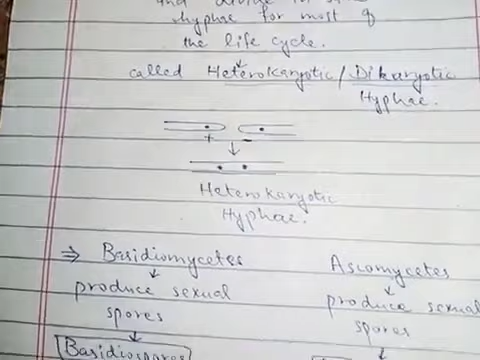 hyphae for most of
the life cycle.
called Heterokaryotic / Dikaryotic
Hyphae.
+ -
Heterokaryotic
Hyphae.
⇒ Basidiomycetes Ascomycetes
produce sexual produce sexual
spores spores
Basidiospores